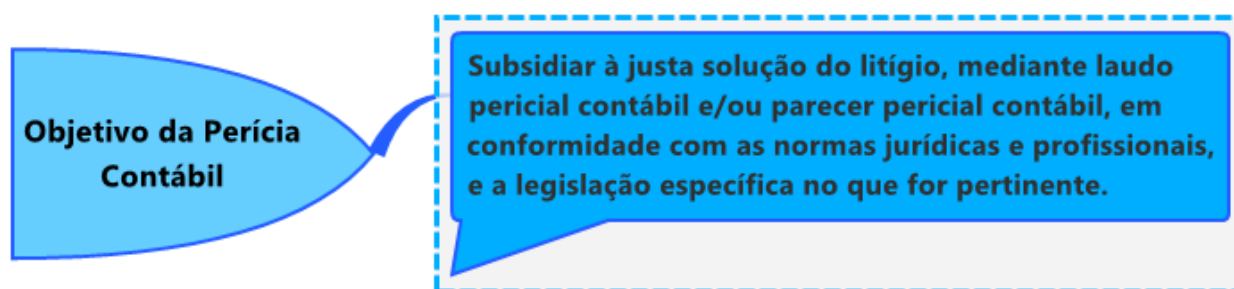 Objetivo da Perícia
Contábil
Subsidiar à justa solução do litígio, mediante laudo
pericial contábil e/ou parecer pericial contábil, em
conformidade com as normas jurídicas e profissionais,
e a legislação específica no que for pertinente.